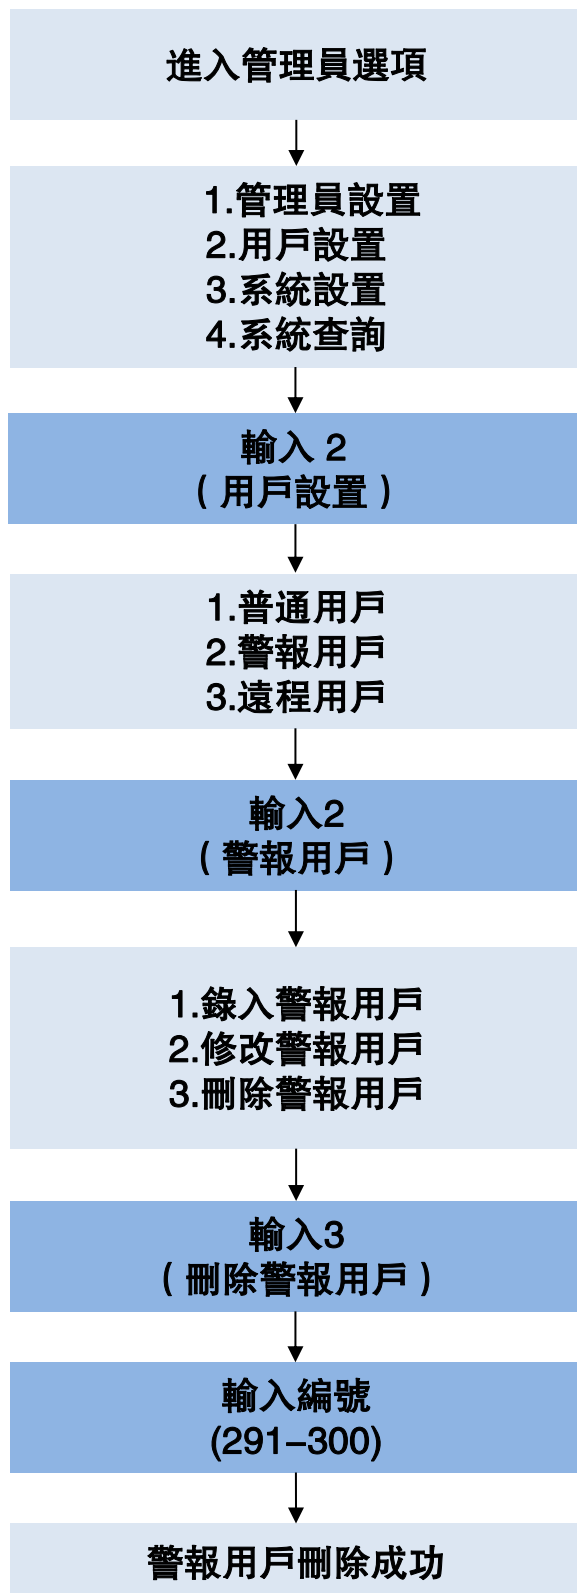 進入管理員選項
1.管理員設置
2.用戶設置
3.系統設置
4.系統查詢
輸入 2
( 用戶設置 )
1.普通用戶
2.警報用戶
3.遠程用戶
輸入2
( 警報用戶 )
1.錄入警報用戶
2.修改警報用戶
3.刪除警報用戶
輸入3
( 刪除警報用戶 )
輸入編號
(291–300)
警報用戶刪除成功